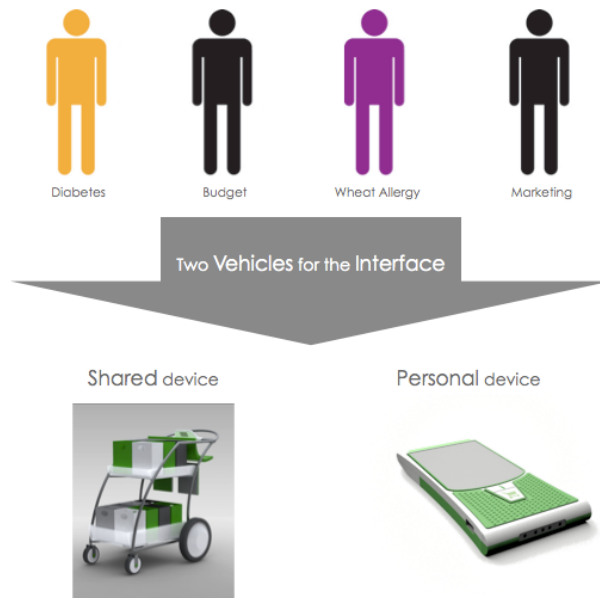 Diabetes Budget Wheat Allergy Marketing
Two Vehicles for the Interface
Shared device Personal device